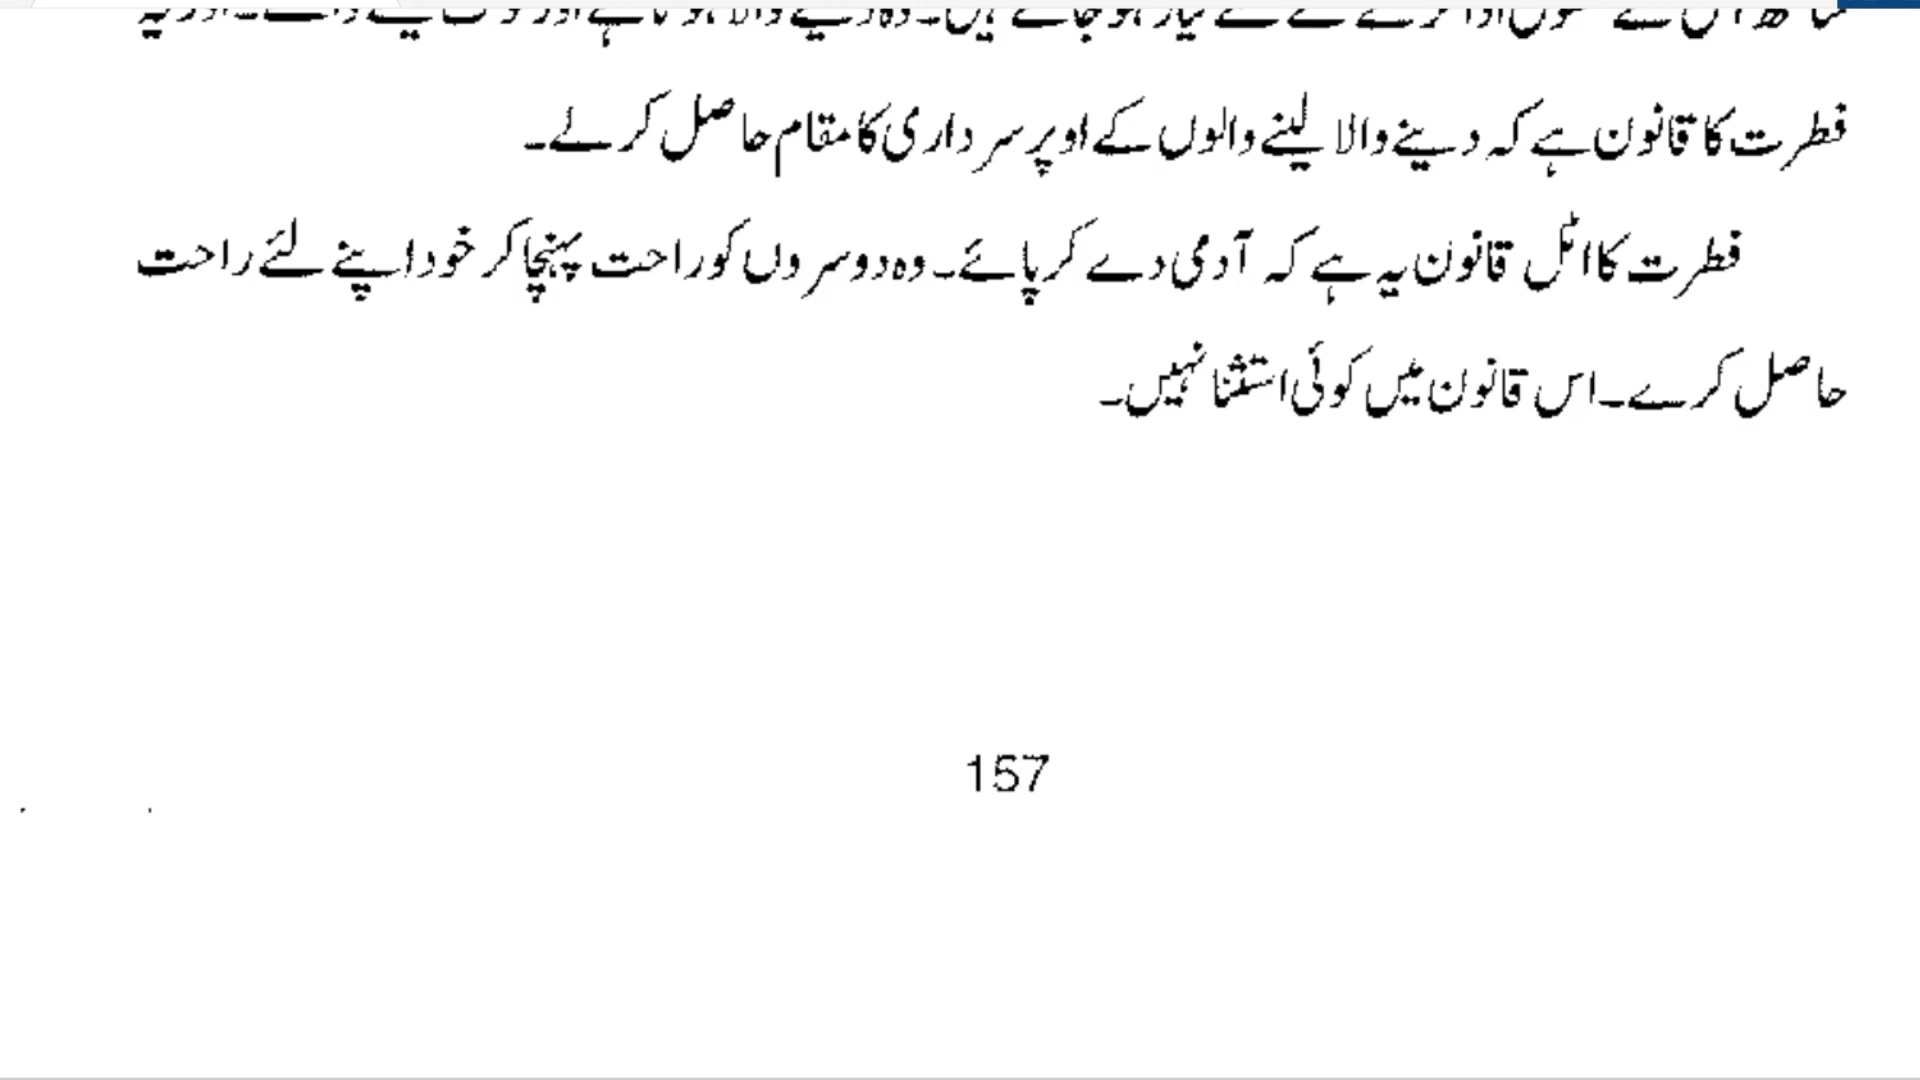 فطرت کا قانون ہے کہ دینے والا لینے والوں کے اوپر سرداری کا مقام حاصل کرلے۔
فطرت کا اٹل قانون یہ ہے کہ آدمی دے کر پائے۔ وہ دوسروں کو راحت پہنچا کر خود اپنے لئے راحت
حاصل کرے۔ اس قانون میں کوئی استثنا نہیں۔
157